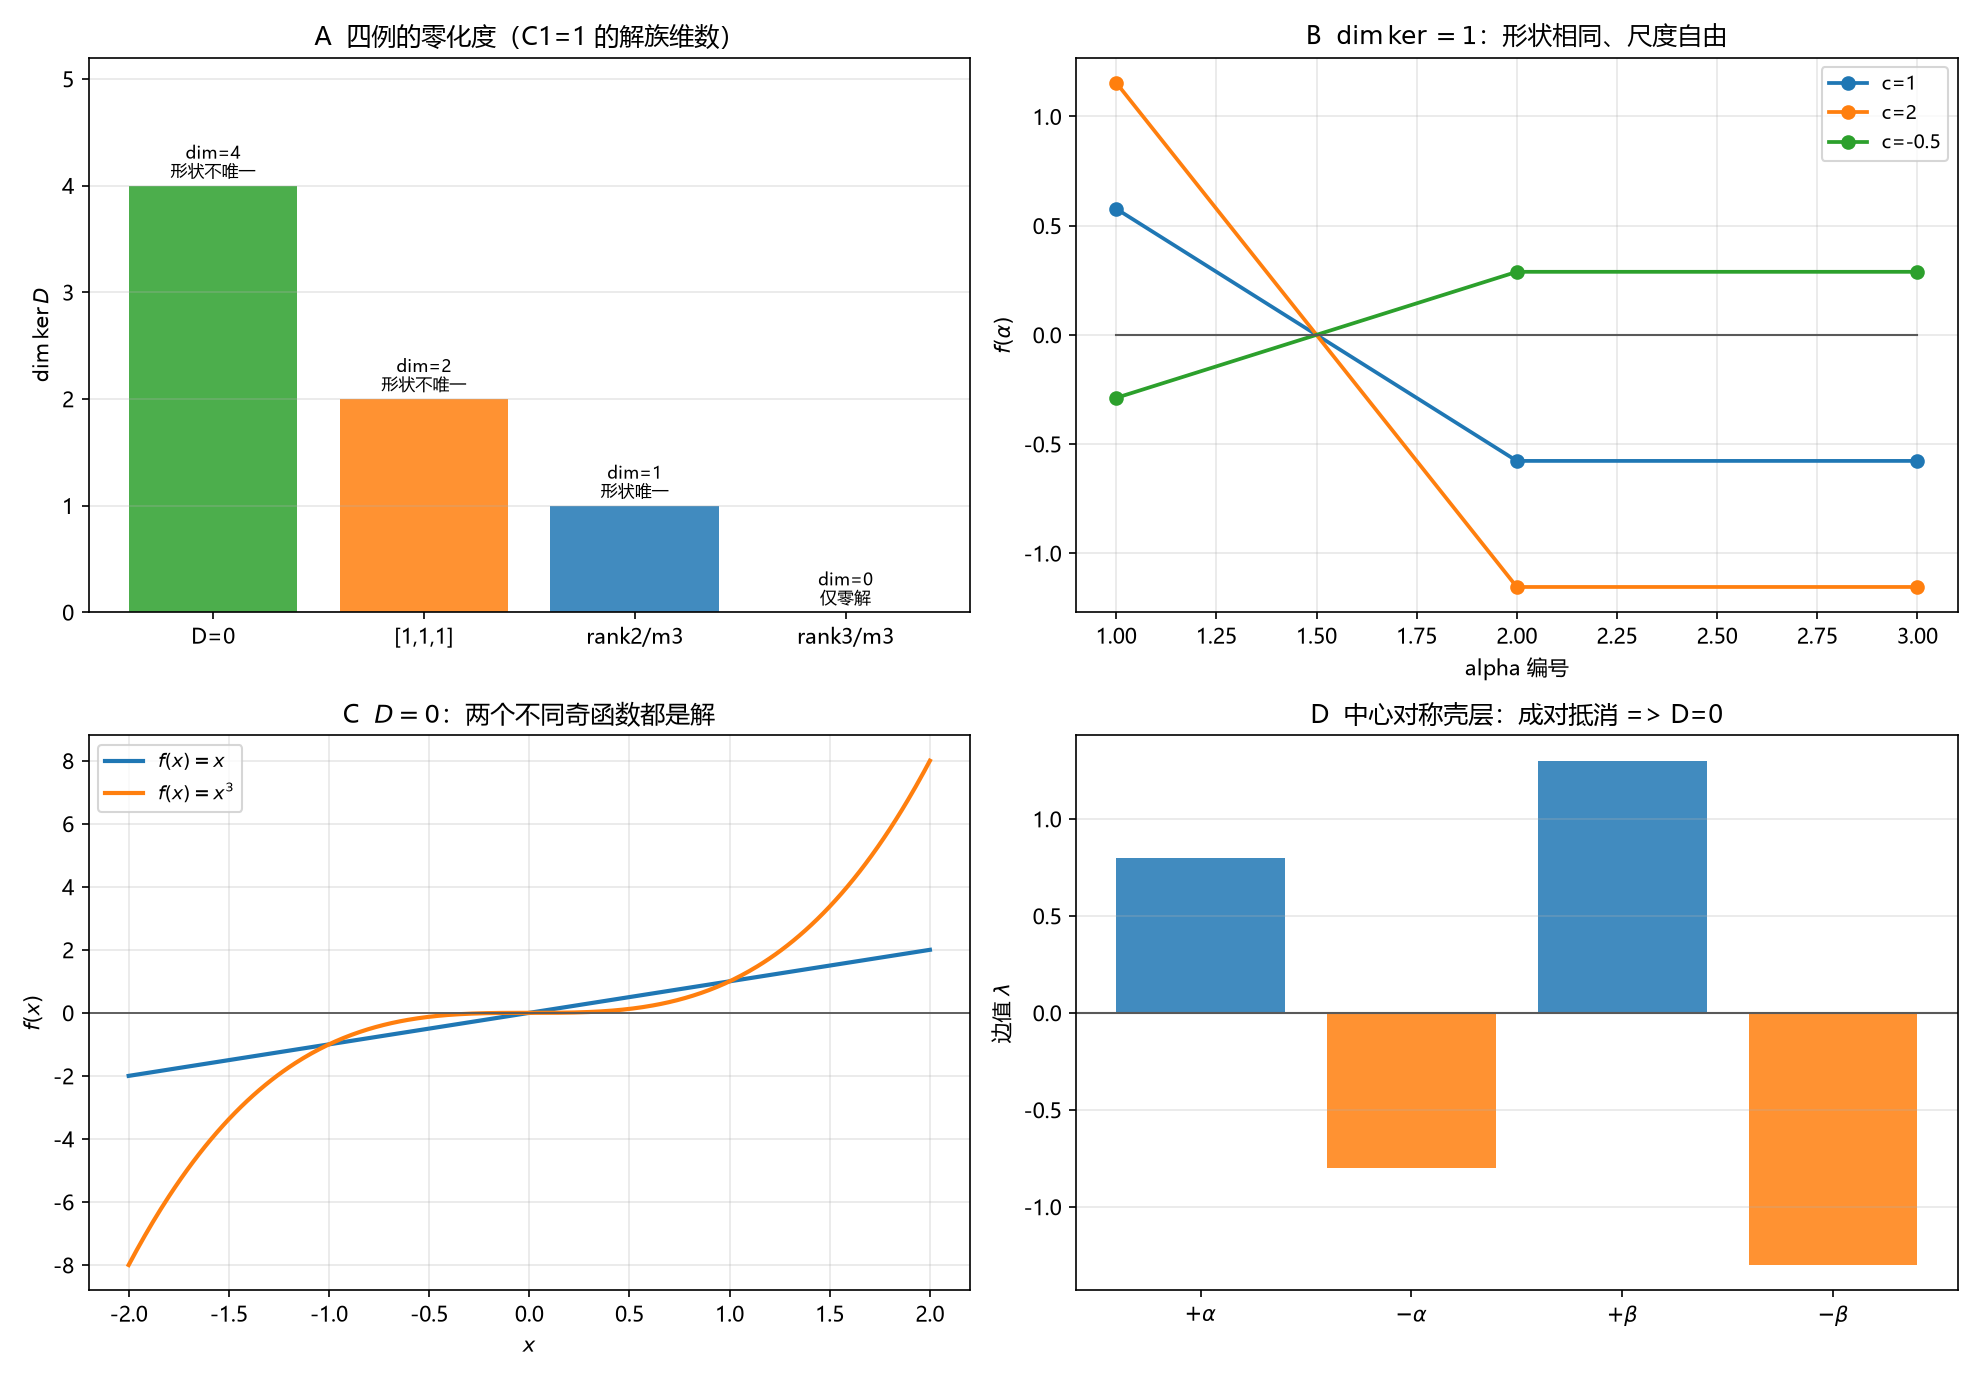 A 四例的零化度（C1=1 的解族维数）
5
4
3
2
1
0
dim ker D
dim=4
形状不唯一
dim=2
形状不唯一
dim=1
形状唯一
dim=0
仅零解
D=0
[1,1,1]
rank2/m3
rank3/m3
B dim ker = 1：形状相同、尺度自由
c=1
c=2
c=-0.5
1.0
0.5
0.0
-0.5
-1.0
f(α)
1.00
1.25
1.50
1.75
2.00
2.25
2.50
2.75
3.00
alpha 编号
C D = 0：两个不同奇函数都是解
f(x) = x
f(x) = x³
8
6
4
2
0
-2
-4
-6
-8
f(x)
-2.0
-1.5
-1.0
-0.5
0.0
0.5
1.0
1.5
2.0
x
D 中心对称壳层：成对抵消 => D=0
1.0
0.5
0.0
-0.5
-1.0
边值 λ
+α
−α
+β
−β